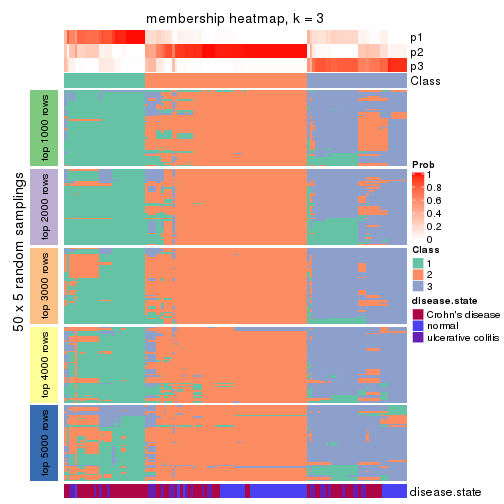 membership heatmap, k = 3
p1
p2
p3
Class
50 x 5 random samplings
top 1000 rows
top 2000 rows
top 3000 rows
top 4000 rows
top 5000 rows
Prob
1
0.8
0.6
0.4
0.2
0
Class
1
2
3
disease.state
Crohn's disease
normal
ulcerative colitis
disease.state